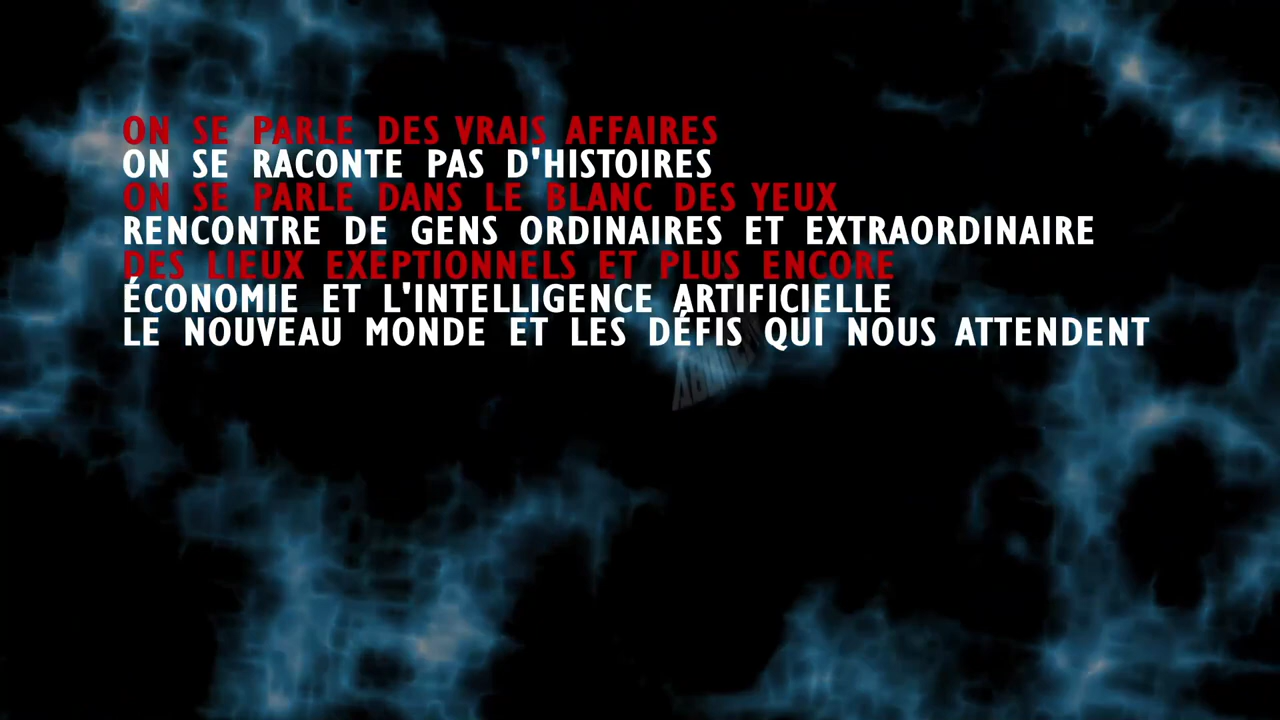 ON SE PARLE DES VRAIS AFFAIRES
ON SE RACONTE PAS D'HISTOIRES
ON SE PARLE DANS LE BLANC DES YEUX
RENCONTRE DE GENS ORDINAIRES ET EXTRAORDINAIRE
DES LIEUX EXEPTIONNELS ET PLUS ENCORE
ÉCONOMIE ET L'INTELLIGENCE ARTIFICIELLE
LE NOUVEAU MONDE ET LES DÉFIS QUI NOUS ATTENDENT